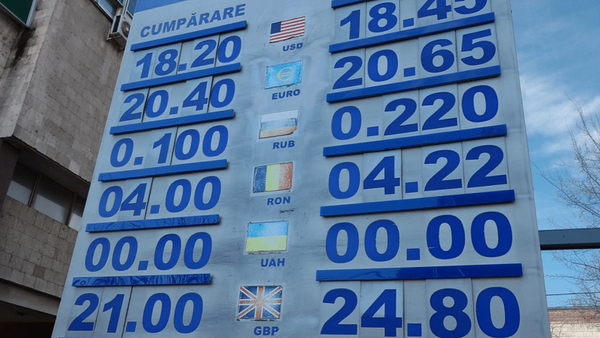 CUMPĂRARE
18.20 USD 18.45
20.40 EURO 20.65
0.100 RUB 0.220
04.00 RON 04.22
00.00 UAH 00.00
21.00 GBP 24.80